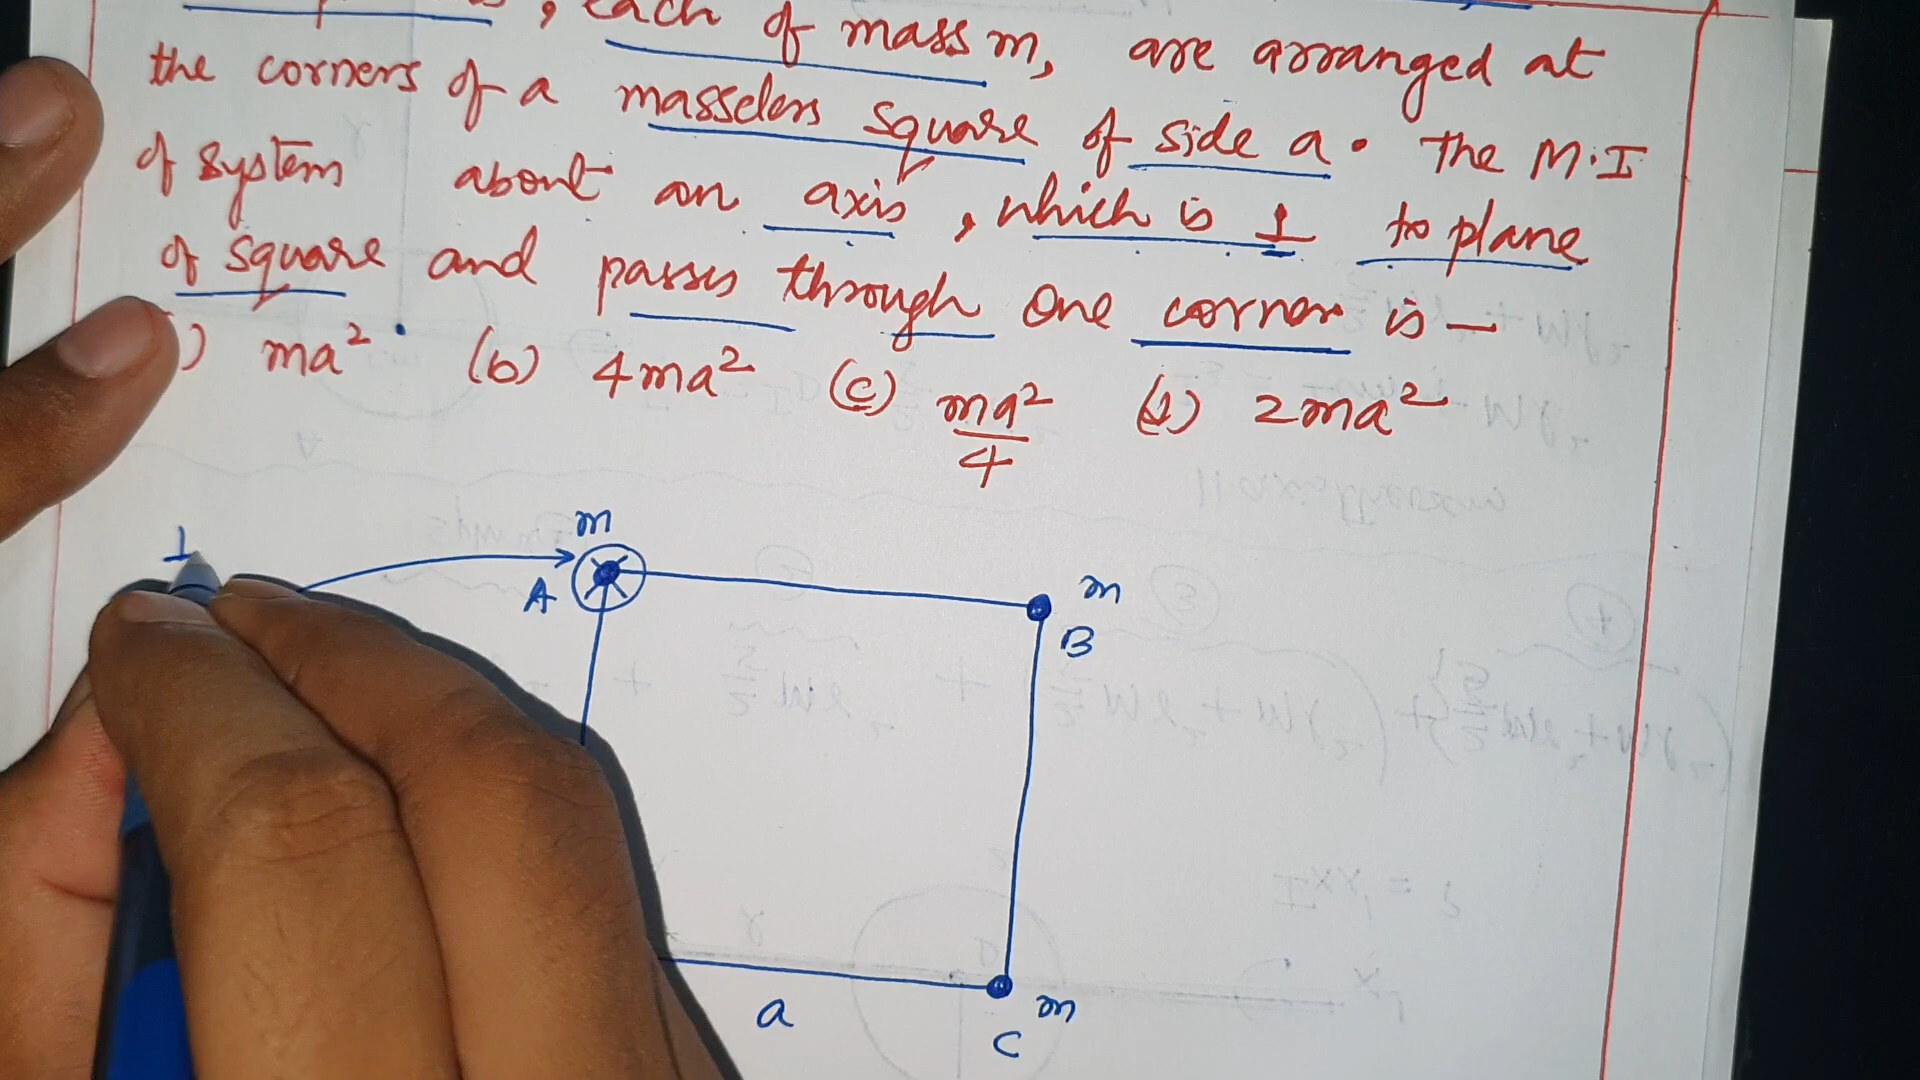 , each of mass m, are arranged at
the corners of a massless square of side a. The M.I
of system about an axis, which is ⊥ to plane
of square and passes through one corner is —
) ma² (b) 4ma² (c) ma²/4 (d) 2ma²
m
A
m
B
⊥
a
m
C